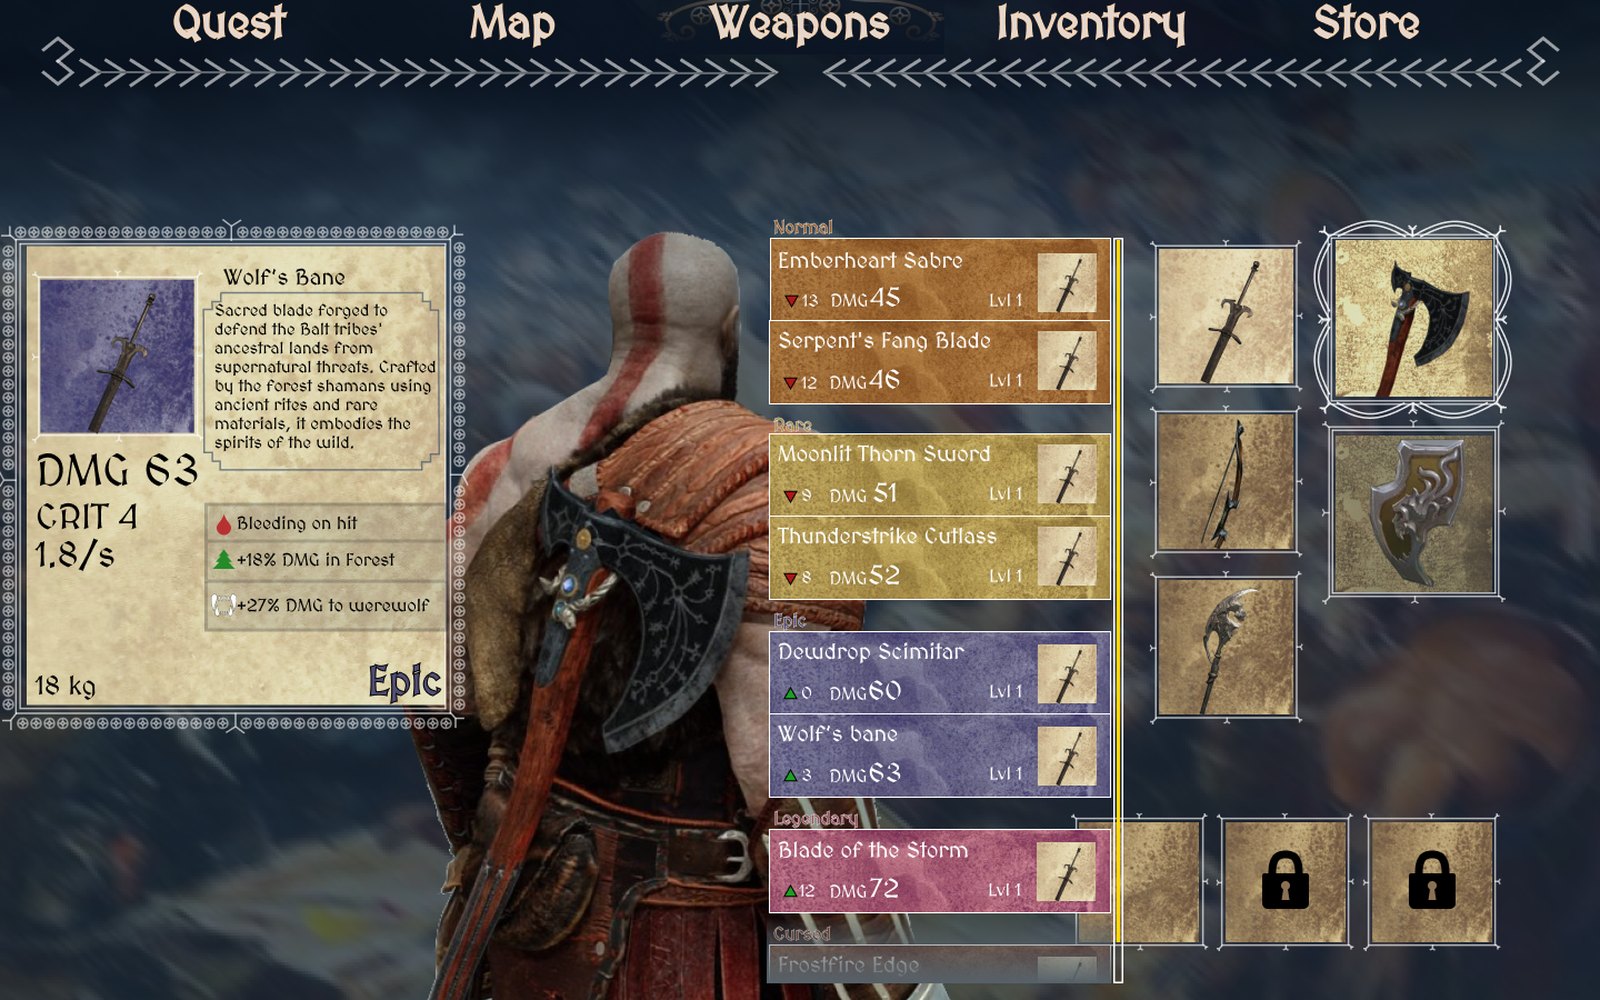 Quest Map Weapons Inventory Store
Wolf's Bane
Sacred blade forged to
defend the Balt tribes'
ancestral lands from
supernatural threats. Crafted
by the forest shamans using
ancient rites and rare
materials, it embodies the
spirits of the wild.
DMG 63
CRIT 4
1.8/s
Bleeding on hit
+18% DMG in Forest
+27% DMG to werewolf
18 kg
Epic
Normal
Emberheart Sabre
13 DMG 45 Lvl 1
Serpent's Fang Blade
12 DMG 46 Lvl 1
Rare
Moonlit Thorn Sword
9 DMG 51 Lvl 1
Thunderstrike Cutlass
8 DMG 52 Lvl 1
Epic
Dewdrop Scimitar
0 DMG 60 Lvl 1
Wolf's bane
3 DMG 63 Lvl 1
Legendary
Blade of the Storm
12 DMG 72 Lvl 1
Cursed
Frostfire Edge